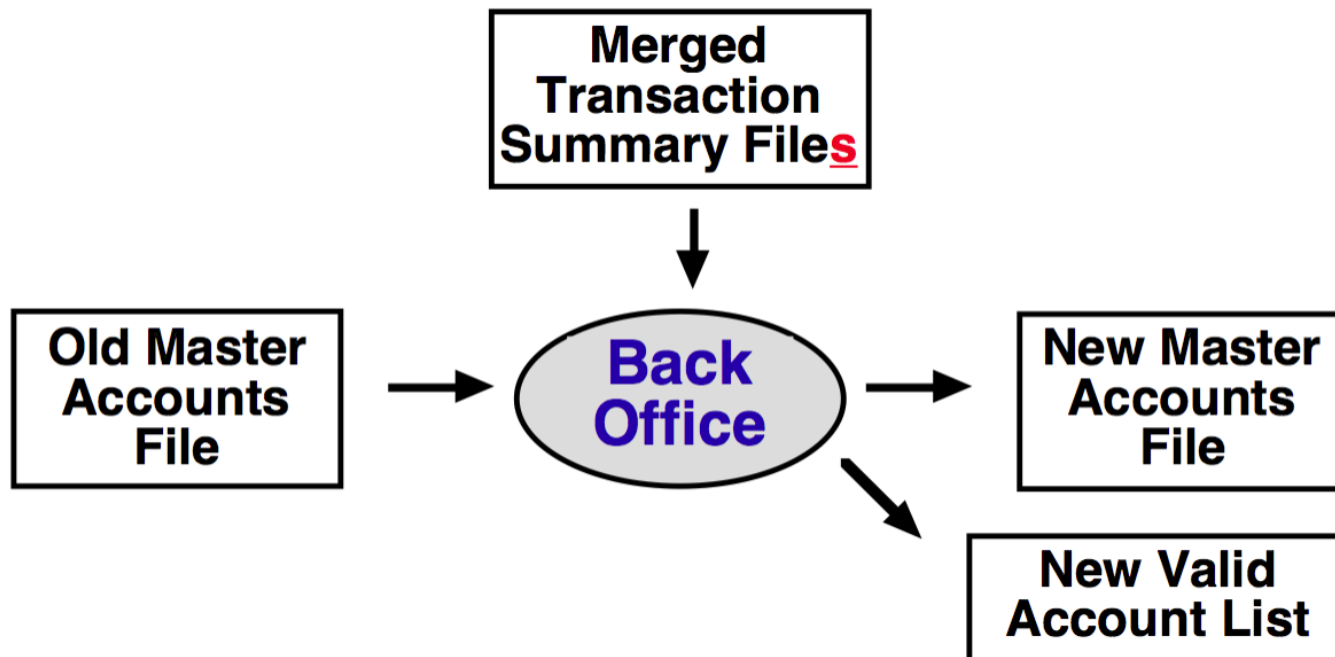 Merged
Transaction
Summary Files
Old Master
Accounts
File
Back
Office
New Master
Accounts
File
New Valid
Account List